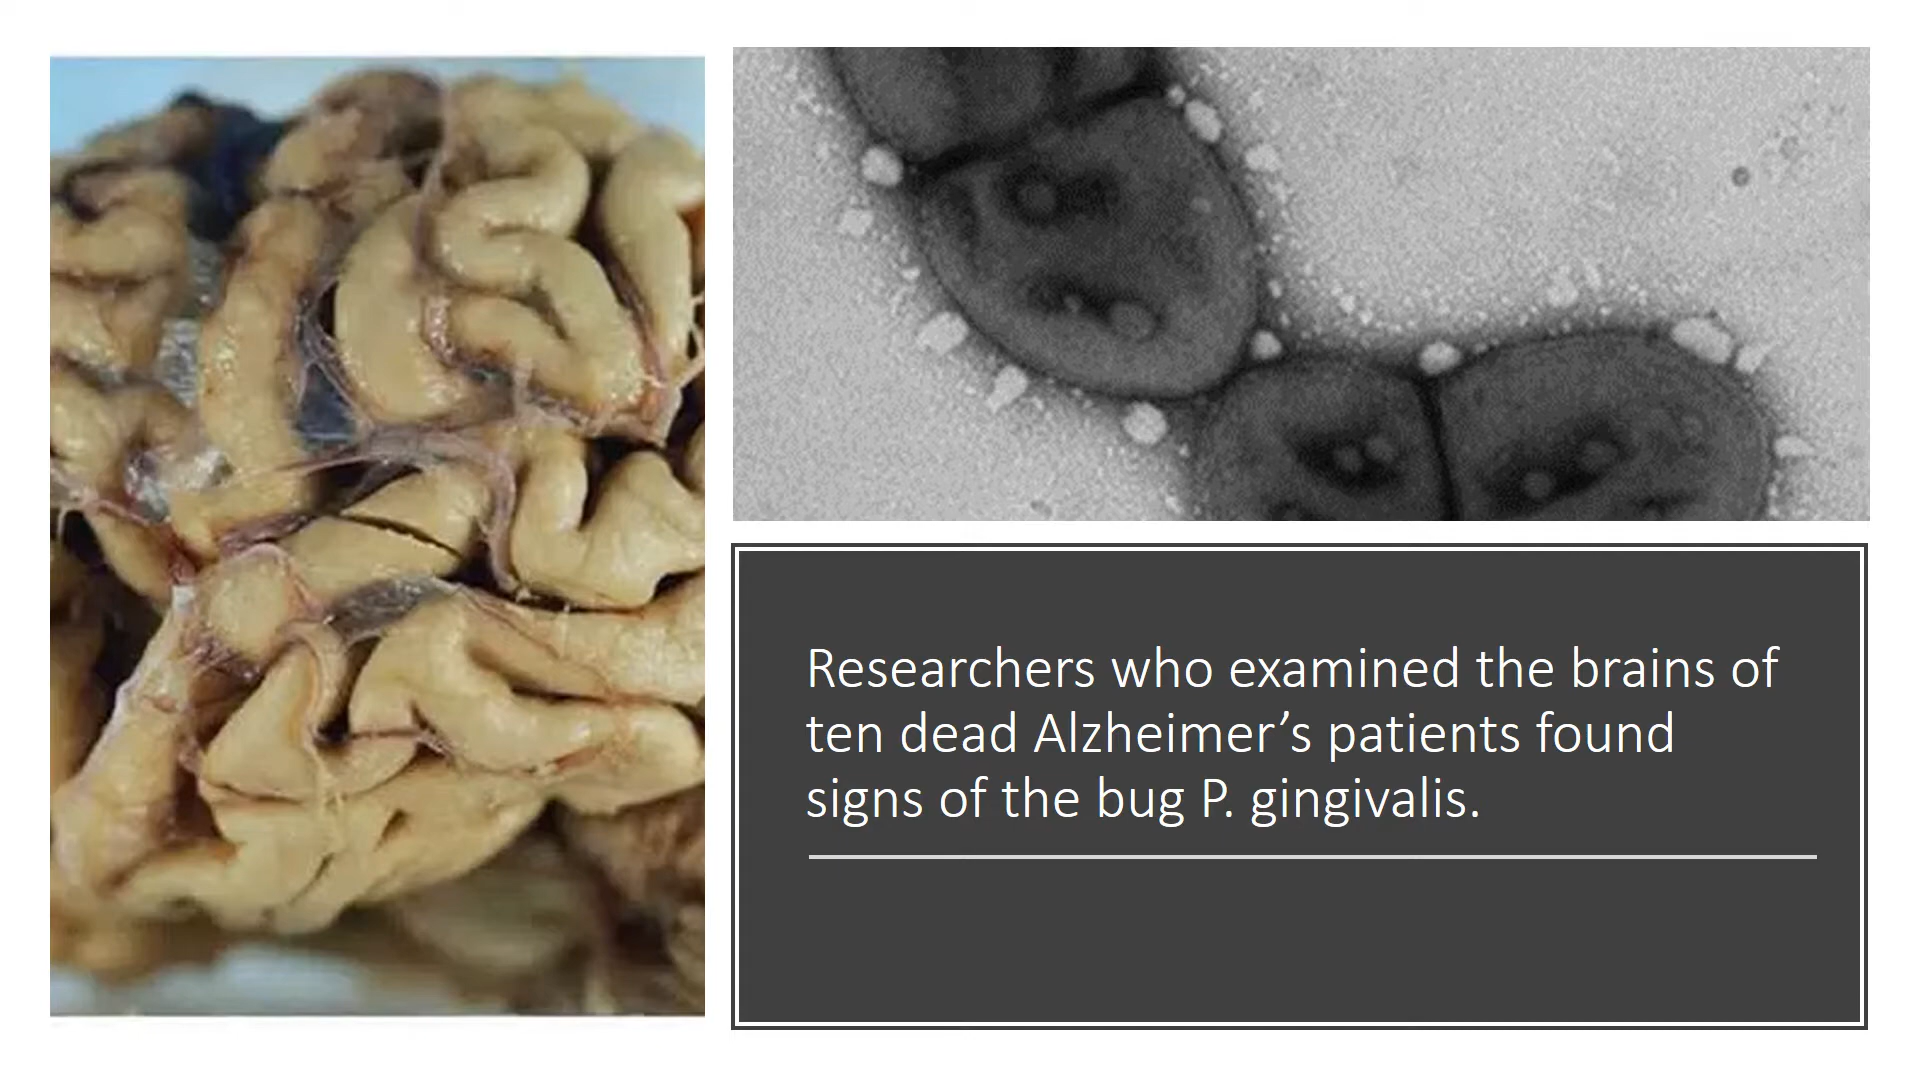 Researchers who examined the brains of
ten dead Alzheimer’s patients found
signs of the bug P. gingivalis.